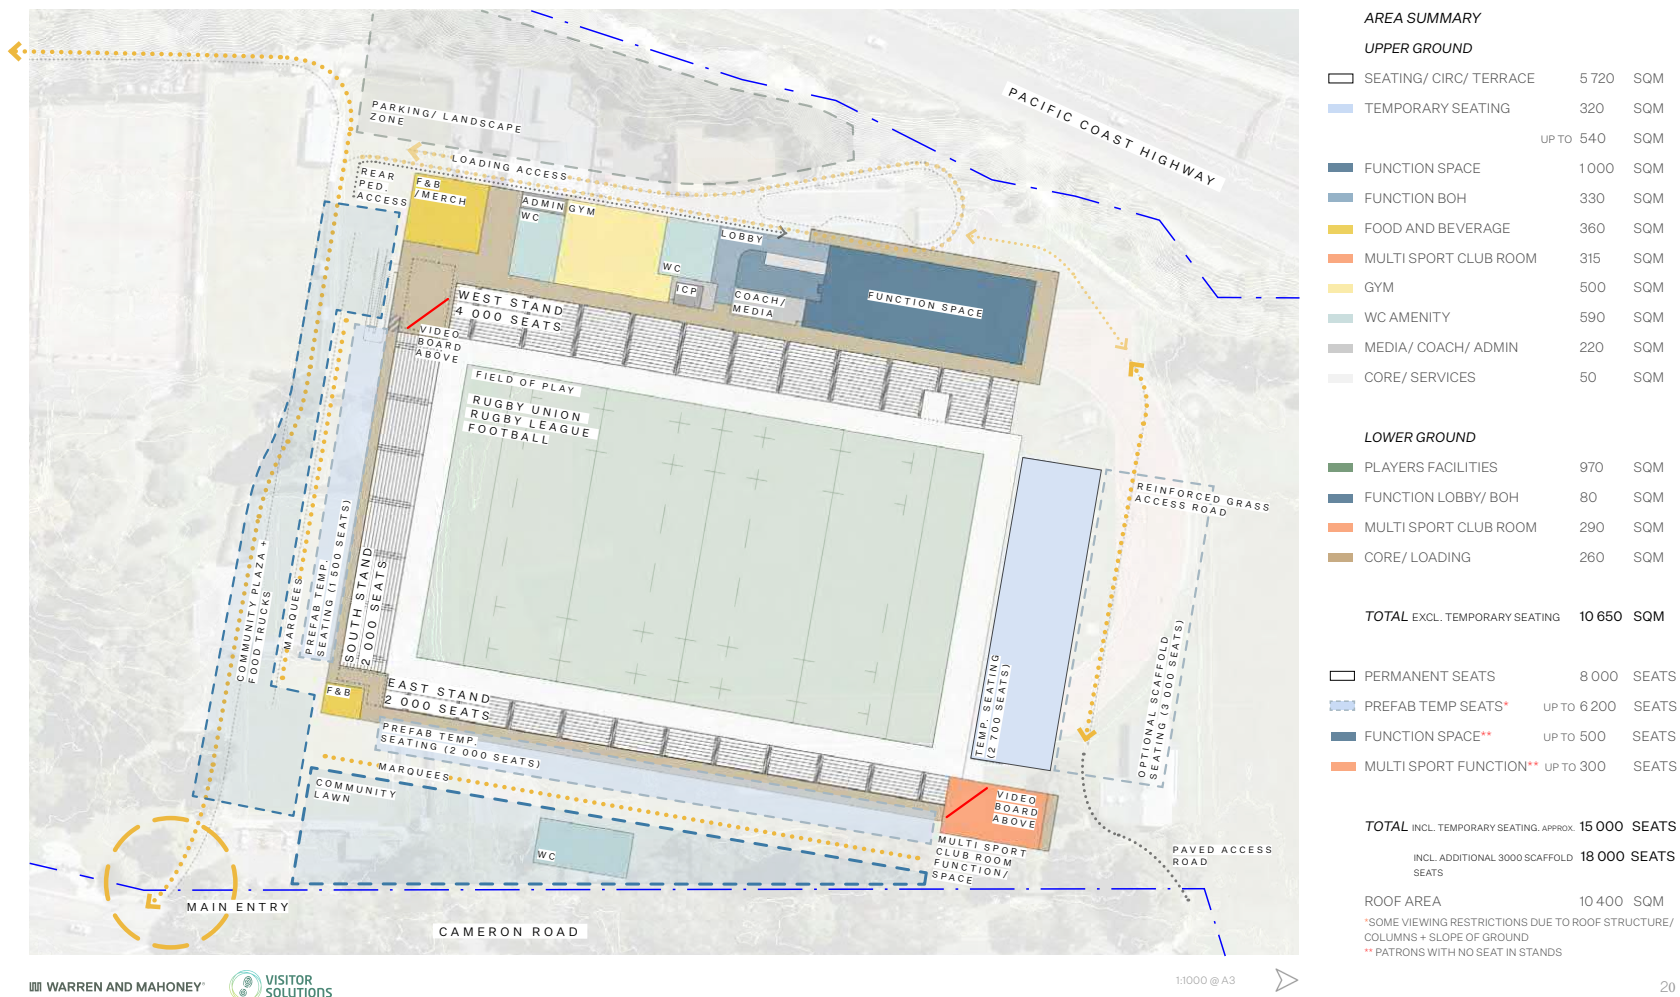 PACIFIC COAST HIGHWAY
PARKING/ LANDSCAPE
ZONE
LOADING ACCESS
REAR
PED.
ACCESS
F&B
/MERCH
ADMIN
GYM
WC
LOBBY
WC
ICP
COACH/
MEDIA
FUNCTION SPACE
WEST STAND
4 000 SEATS
VIDEO
BOARD
ABOVE
FIELD OF PLAY
RUGBY UNION
RUGBY LEAGUE
FOOTBALL
REINFORCED GRASS
ACCESS ROAD
COMMUNITY PLAZA +
FOOD TRUCKS
MARQUEES
PREFAB TEMP.
SEATING (1 500 SEATS)
SOUTH STAND
2 000 SEATS
TEMP. SEATING
(2 700 SEATS)
OPTIONAL SCAFFOLD
SEATING (3 000 SEATS)
F&B
EAST STAND
2 000 SEATS
PREFAB TEMP.
SEATING (2 000 SEATS)
MARQUEES
COMMUNITY
LAWN
WC
VIDEO
BOARD
ABOVE
MULTI SPORT
CLUB ROOM
FUNCTION/
SPACE
PAVED ACCESS
ROAD
MAIN ENTRY
CAMERON ROAD
WARREN AND MAHONEY®
VISITOR
SOLUTIONS
1:1000 @ A3
AREA SUMMARY
UPPER GROUND
SEATING/ CIRC/ TERRACE 5 720 SQM
TEMPORARY SEATING 320 SQM
UP TO 540 SQM
FUNCTION SPACE 1 000 SQM
FUNCTION BOH 330 SQM
FOOD AND BEVERAGE 360 SQM
MULTI SPORT CLUB ROOM 315 SQM
GYM 500 SQM
WC AMENITY 590 SQM
MEDIA/ COACH/ ADMIN 220 SQM
CORE/ SERVICES 50 SQM
LOWER GROUND
PLAYERS FACILITIES 970 SQM
FUNCTION LOBBY/ BOH 80 SQM
MULTI SPORT CLUB ROOM 290 SQM
CORE/ LOADING 260 SQM
TOTAL EXCL. TEMPORARY SEATING 10 650 SQM
PERMANENT SEATS 8 000 SEATS
PREFAB TEMP SEATS* UP TO 6 200 SEATS
FUNCTION SPACE** UP TO 500 SEATS
MULTI SPORT FUNCTION** UP TO 300 SEATS
TOTAL INCL. TEMPORARY SEATING. APPROX. 15 000 SEATS
INCL. ADDITIONAL 3000 SCAFFOLD 18 000 SEATS
SEATS
ROOF AREA 10 400 SQM
*SOME VIEWING RESTRICTIONS DUE TO ROOF STRUCTURE/
COLUMNS + SLOPE OF GROUND
** PATRONS WITH NO SEAT IN STANDS
20